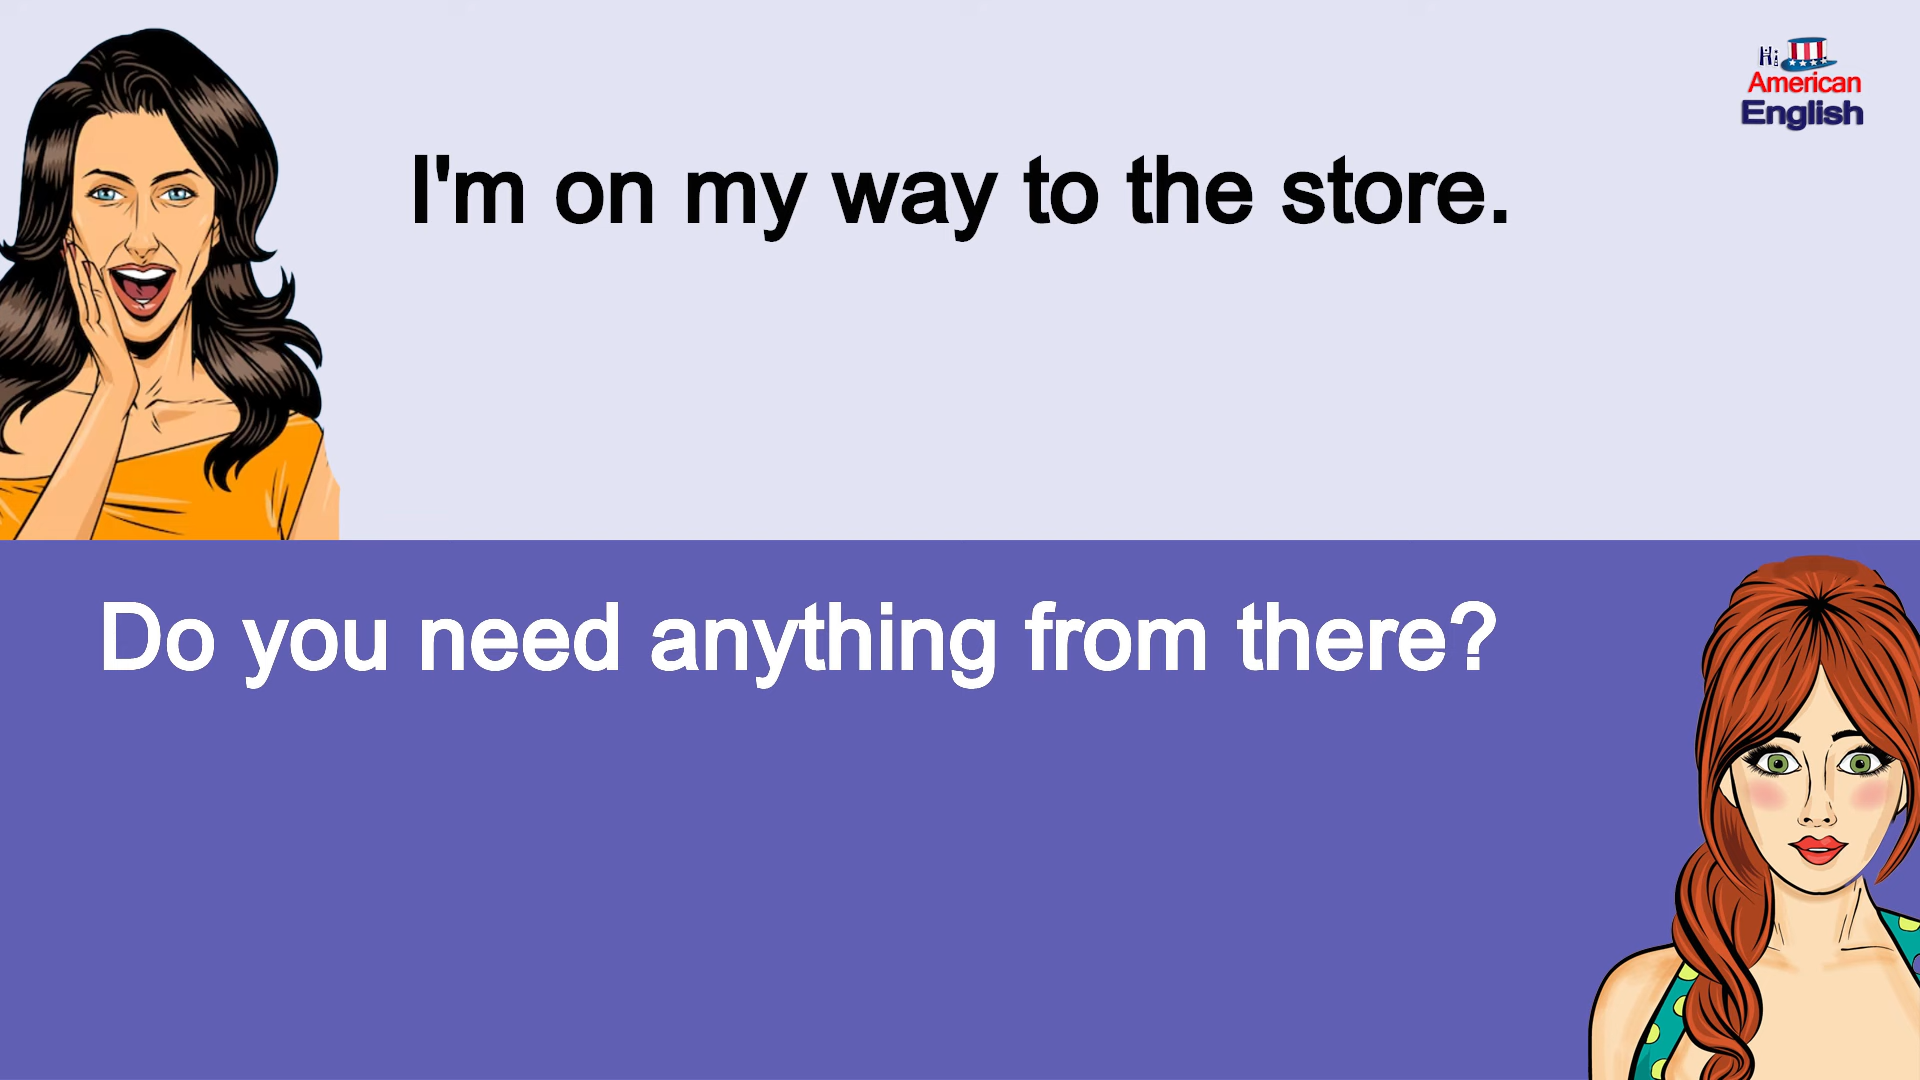 Hi
American
English
I'm on my way to the store.
Do you need anything from there?